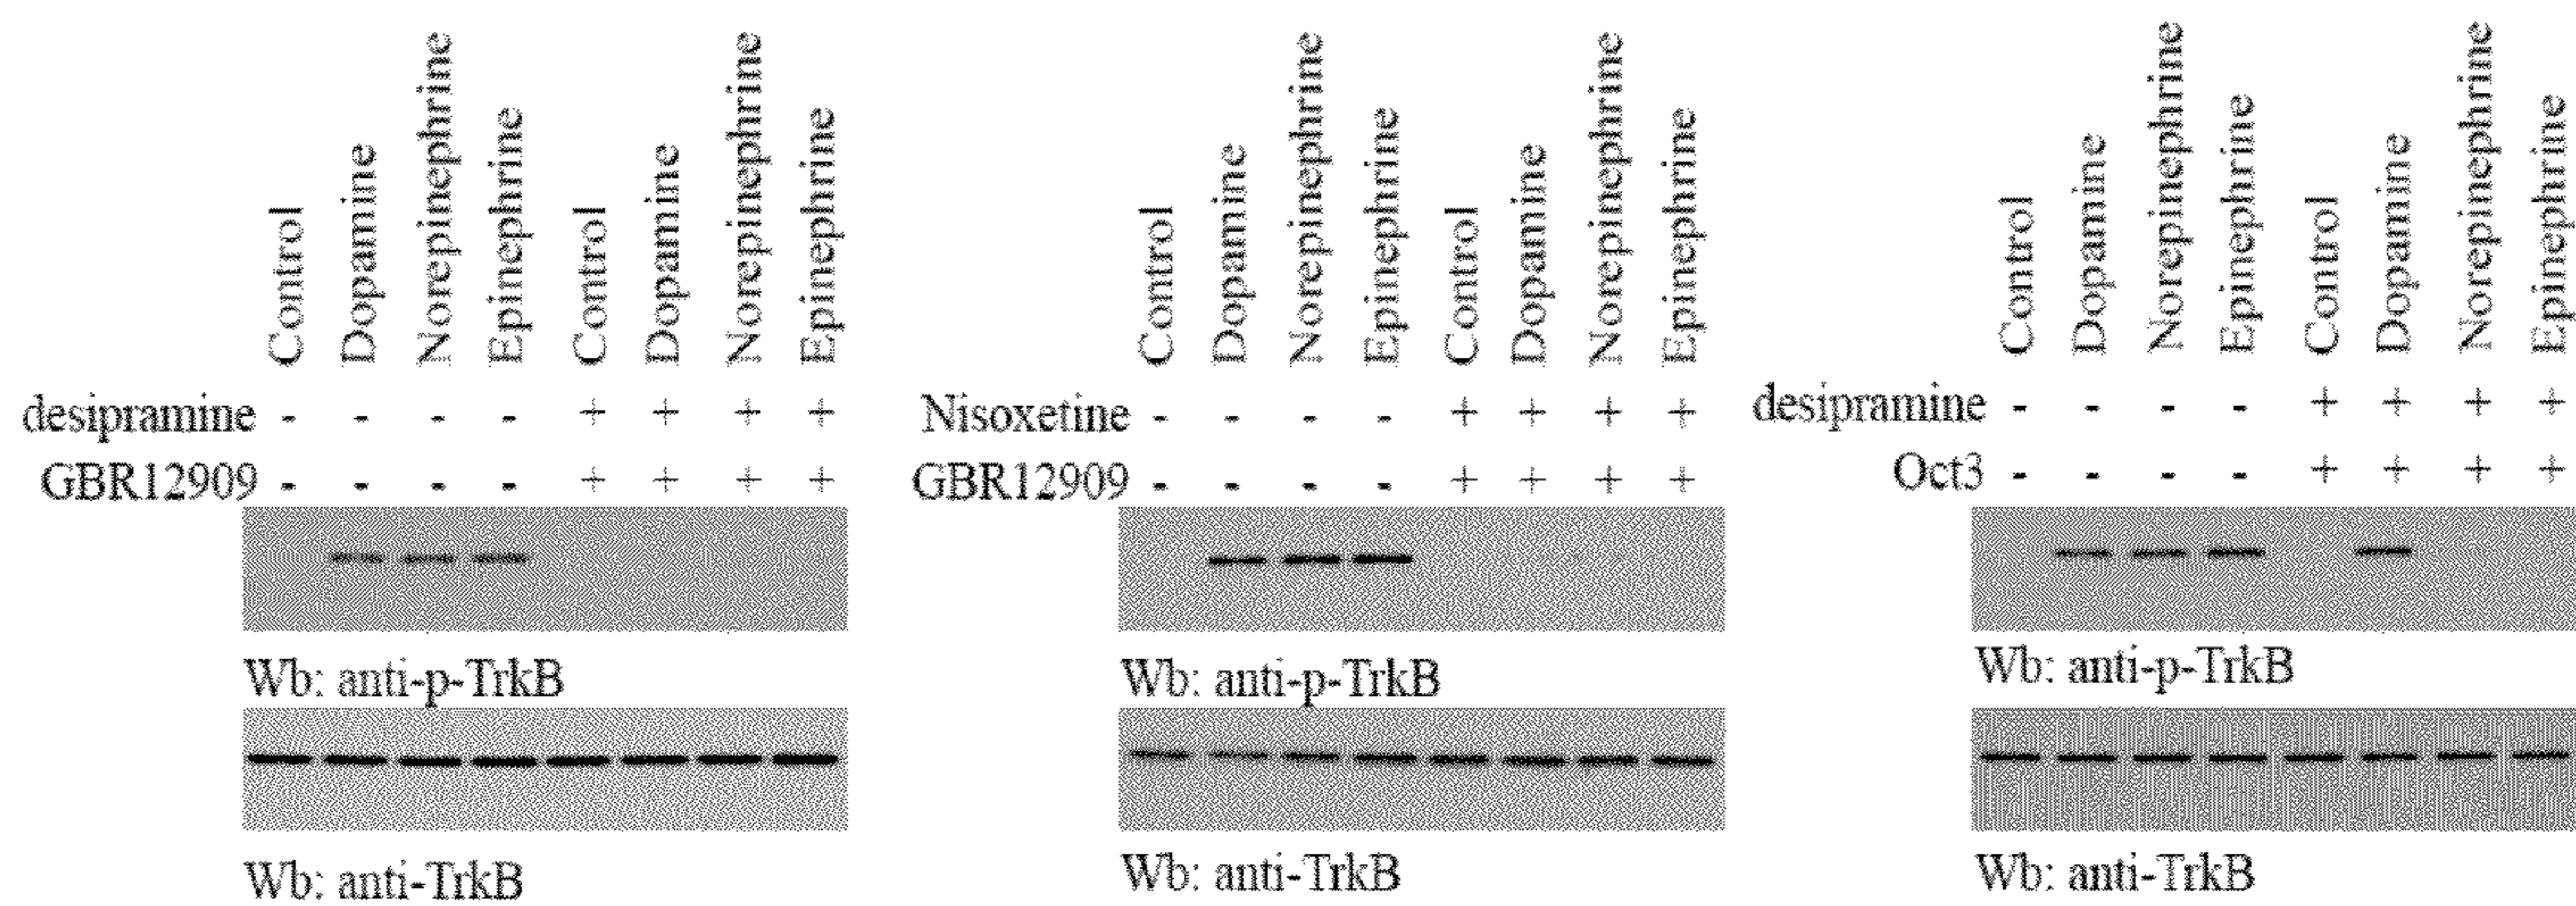 Control Dopamine Norepinephrine Epinephrine Control Dopamine Norepinephrine Epinephrine
desipramine - - - - + + + +
GBR12909 - - - - + + + +
Wb: anti-p-TrkB
Wb: anti-TrkB
Control Dopamine Norepinephrine Epinephrine Control Dopamine Norepinephrine Epinephrine
Nisoxetine - - - - + + + +
GBR12909 - - - - + + + +
Wb: anti-p-TrkB
Wb: anti-TrkB
Control Dopamine Norepinephrine Epinephrine Control Dopamine Norepinephrine Epinephrine
desipramine - - - - + + + +
Oct3 - - - - + + + +
Wb: anti-p-TrkB
Wb: anti-TrkB